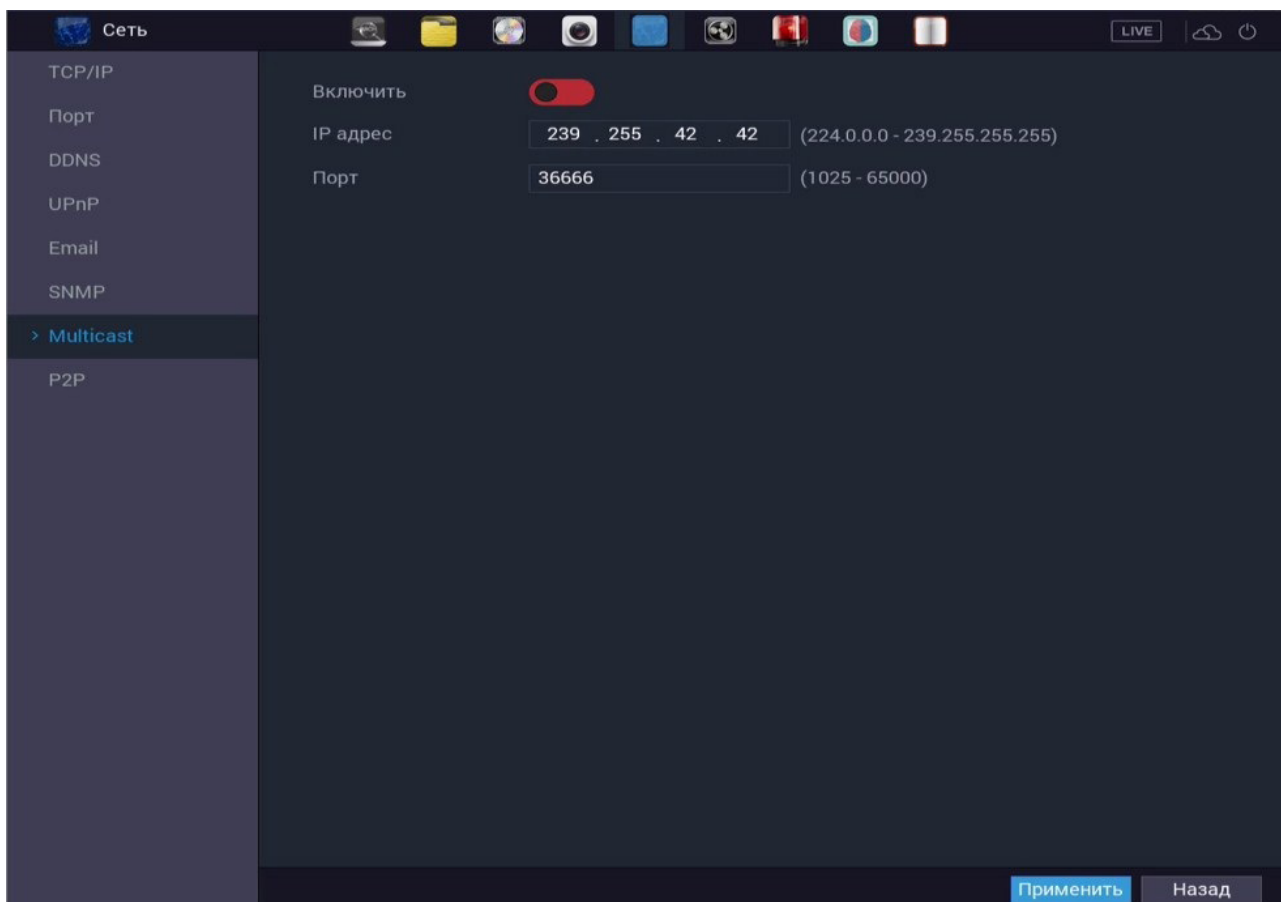 Сеть
LIVE
TCP/IP
Порт
DDNS
UPnP
Email
SNMP
> Multicast
P2P
Включить
IP адрес 239 . 255 . 42 . 42 (224.0.0.0 - 239.255.255.255)
Порт 36666 (1025 - 65000)
Применить Назад